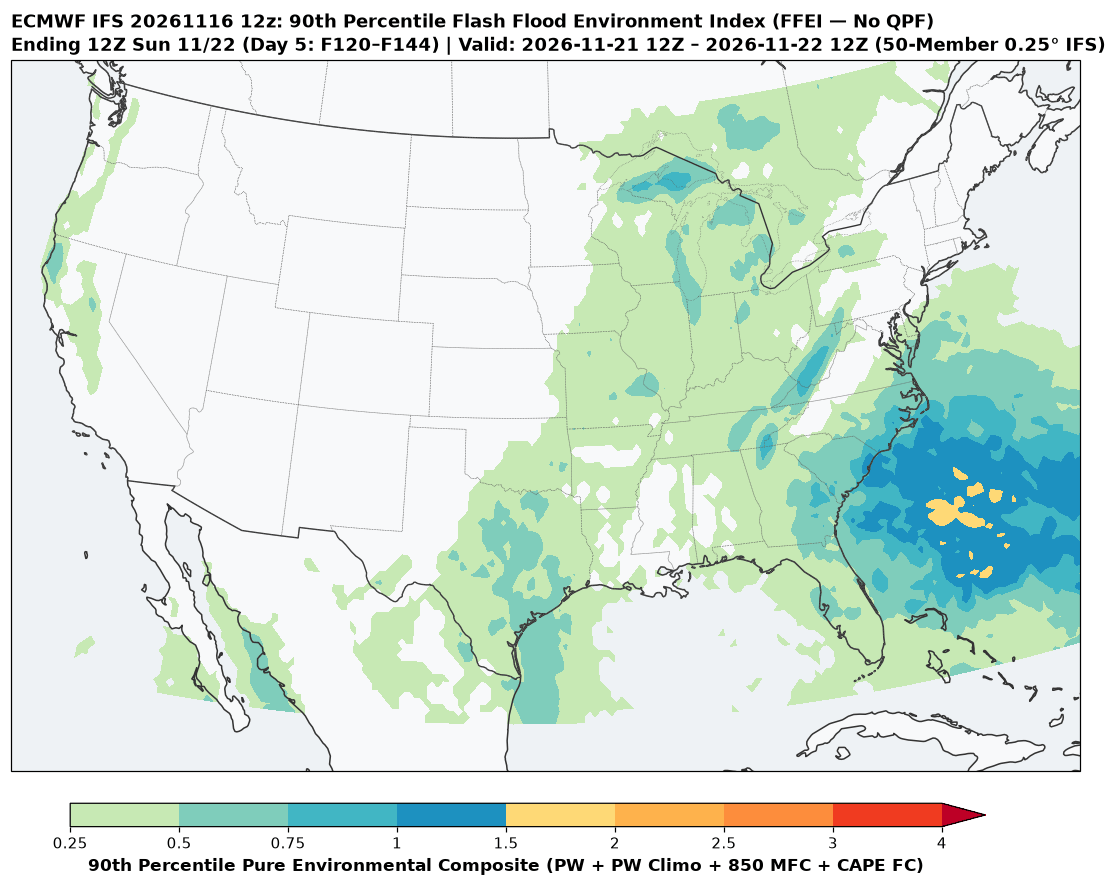 ECMWF IFS 20261116 12z: 90th Percentile Flash Flood Environment Index (FFEI — No QPF)
Ending 12Z Sun 11/22 (Day 5: F120–F144) | Valid: 2026-11-21 12Z – 2026-11-22 12Z (50-Member 0.25° IFS)
0.25 0.5 0.75 1 1.5 2 2.5 3 4
90th Percentile Pure Environmental Composite (PW + PW Climo + 850 MFC + CAPE FC)